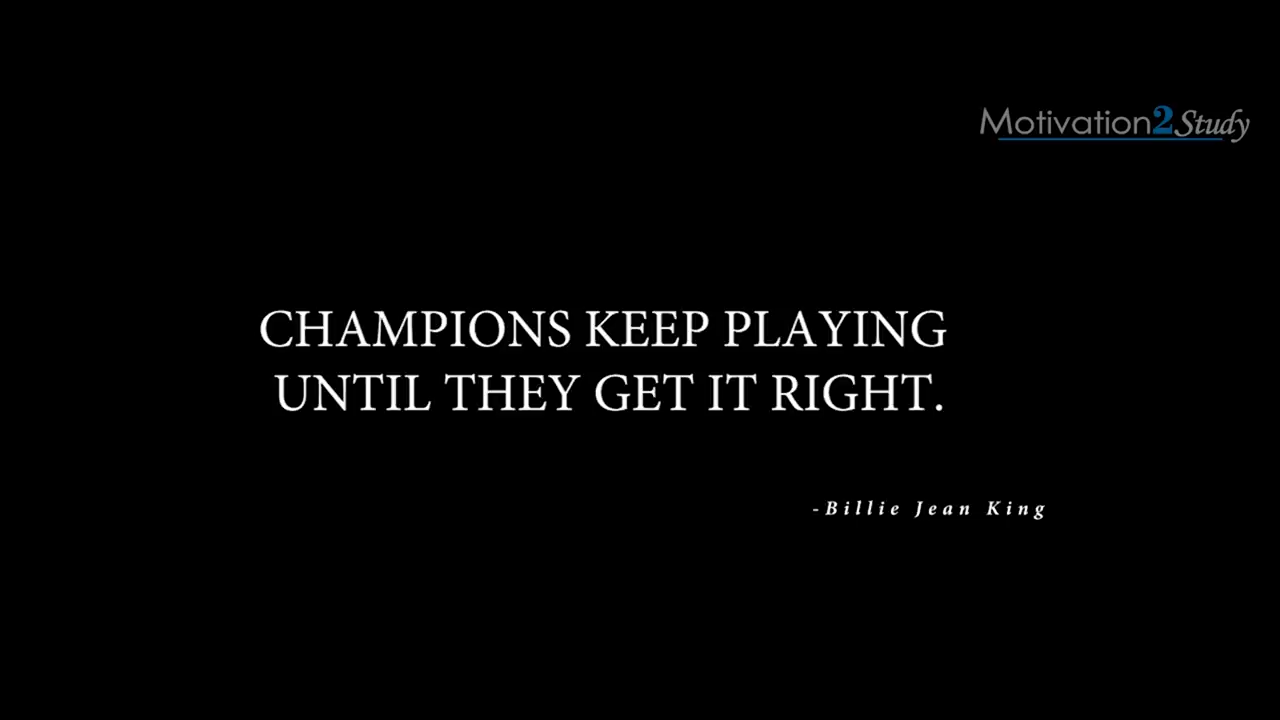 Motivation2Study
CHAMPIONS KEEP PLAYING
UNTIL THEY GET IT RIGHT.
-Billie Jean King